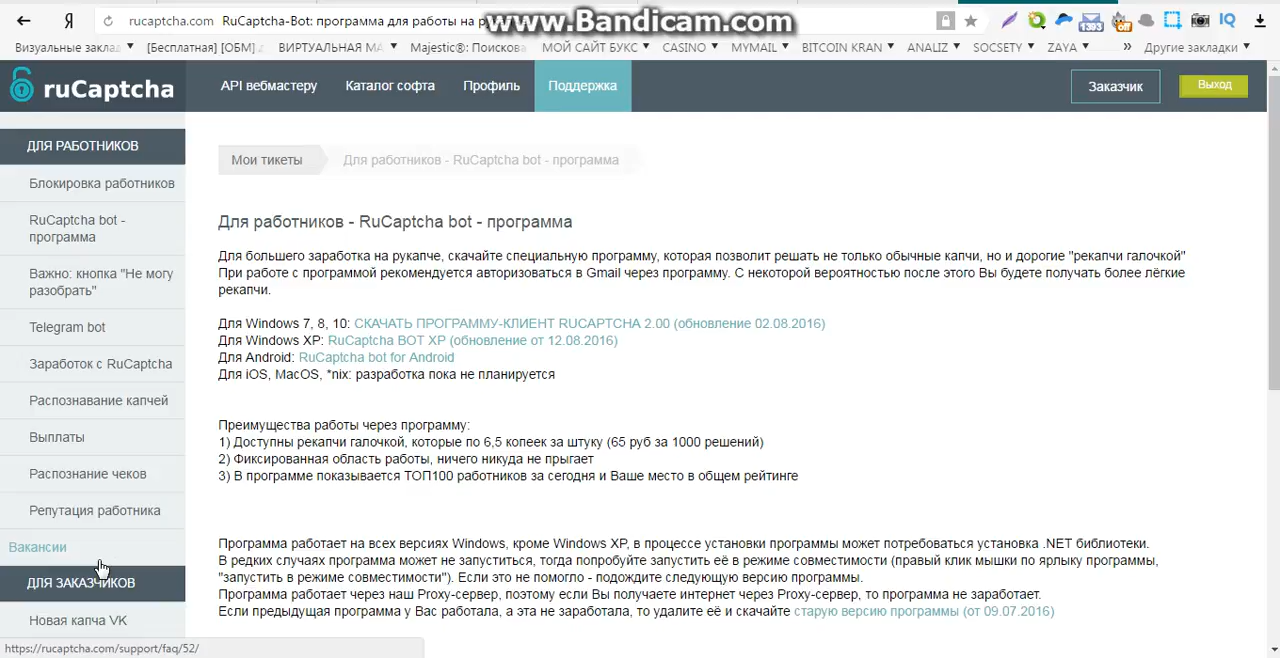 rucaptcha.com RuCaptcha-Bot: программа для работы на р
www.Bandicam.com
1393
off
IQ
Визуальные заклад
[Бесплатная] [ОБМ]
ВИРТУАЛЬНАЯ МА
Majestic®: Поискова
МОЙ САЙТ БУКС
CASINO
MYMAIL
BITCOIN KRAN
ANALIZ
SOCSETY
ZAYA
»
Другие закладки
ruCaptcha
API вебмастеру
Каталог софта
Профиль
Поддержка
Заказчик
Выход
ДЛЯ РАБОТНИКОВ
Блокировка работников
RuCaptcha bot -
программа
Важно: кнопка "Не могу
разобрать"
Telegram bot
Заработок с RuCaptcha
Распознавание капчей
Выплаты
Распознание чеков
Репутация работника
Вакансии
ДЛЯ ЗАКАЗЧИКОВ
Новая капча VK
https://rucaptcha.com/support/faq/52/
Мои тикеты
Для работников - RuCaptcha bot - программа
Для работников - RuCaptcha bot - программа
Для большего заработка на рукапче, скачайте специальную программу, которая позволит решать не только обычные капчи, но и дорогие "рекапчи галочкой"
При работе с программой рекомендуется авторизоваться в Gmail через программу. С некоторой вероятностью после этого Вы будете получать более лёгкие
рекапчи.
Для Windows 7, 8, 10: СКАЧАТЬ ПРОГРАММУ-КЛИЕНТ RUCAPTCHA 2.00 (обновление 02.08.2016)
Для Windows XP: RuCaptcha BOT XP (обновление от 12.08.2016)
Для Android: RuCaptcha bot for Android
Для iOS, MacOS, *nix: разработка пока не планируется
Преимущества работы через программу:
1) Доступны рекапчи галочкой, которые по 6,5 копеек за штуку (65 руб за 1000 решений)
2) Фиксированная область работы, ничего никуда не прыгает
3) В программе показывается ТОП100 работников за сегодня и Ваше место в общем рейтинге
Программа работает на всех версиях Windows, кроме Windows XP, в процессе установки программы может потребоваться установка .NET библиотеки.
В редких случаях программа может не запуститься, тогда попробуйте запустить её в режиме совместимости (правый клик мышки по ярлыку программы,
"запустить в режиме совместимости"). Если это не помогло - подождите следующую версию программы.
Программа работает через наш Proxy-сервер, поэтому если Вы получаете интернет через Proxy-сервер, то программа не заработает.
Если предыдущая программа у Вас работала, а эта не заработала, то удалите её и скачайте старую версию программы (от 09.07.2016)